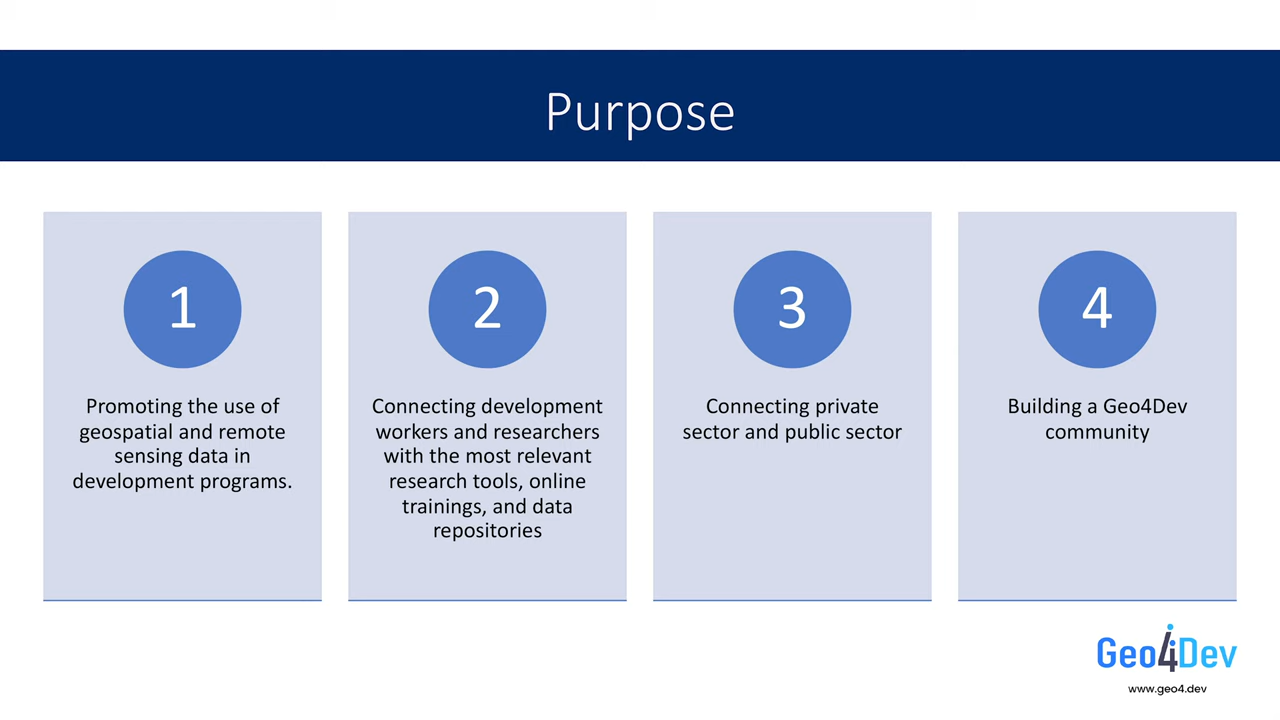 Purpose
1
Promoting the use of
geospatial and remote
sensing data in
development programs.
2
Connecting development
workers and researchers
with the most relevant
research tools, online
trainings, and data
repositories
3
Connecting private
sector and public sector
4
Building a Geo4Dev
community
Geo4Dev
www.geo4.dev